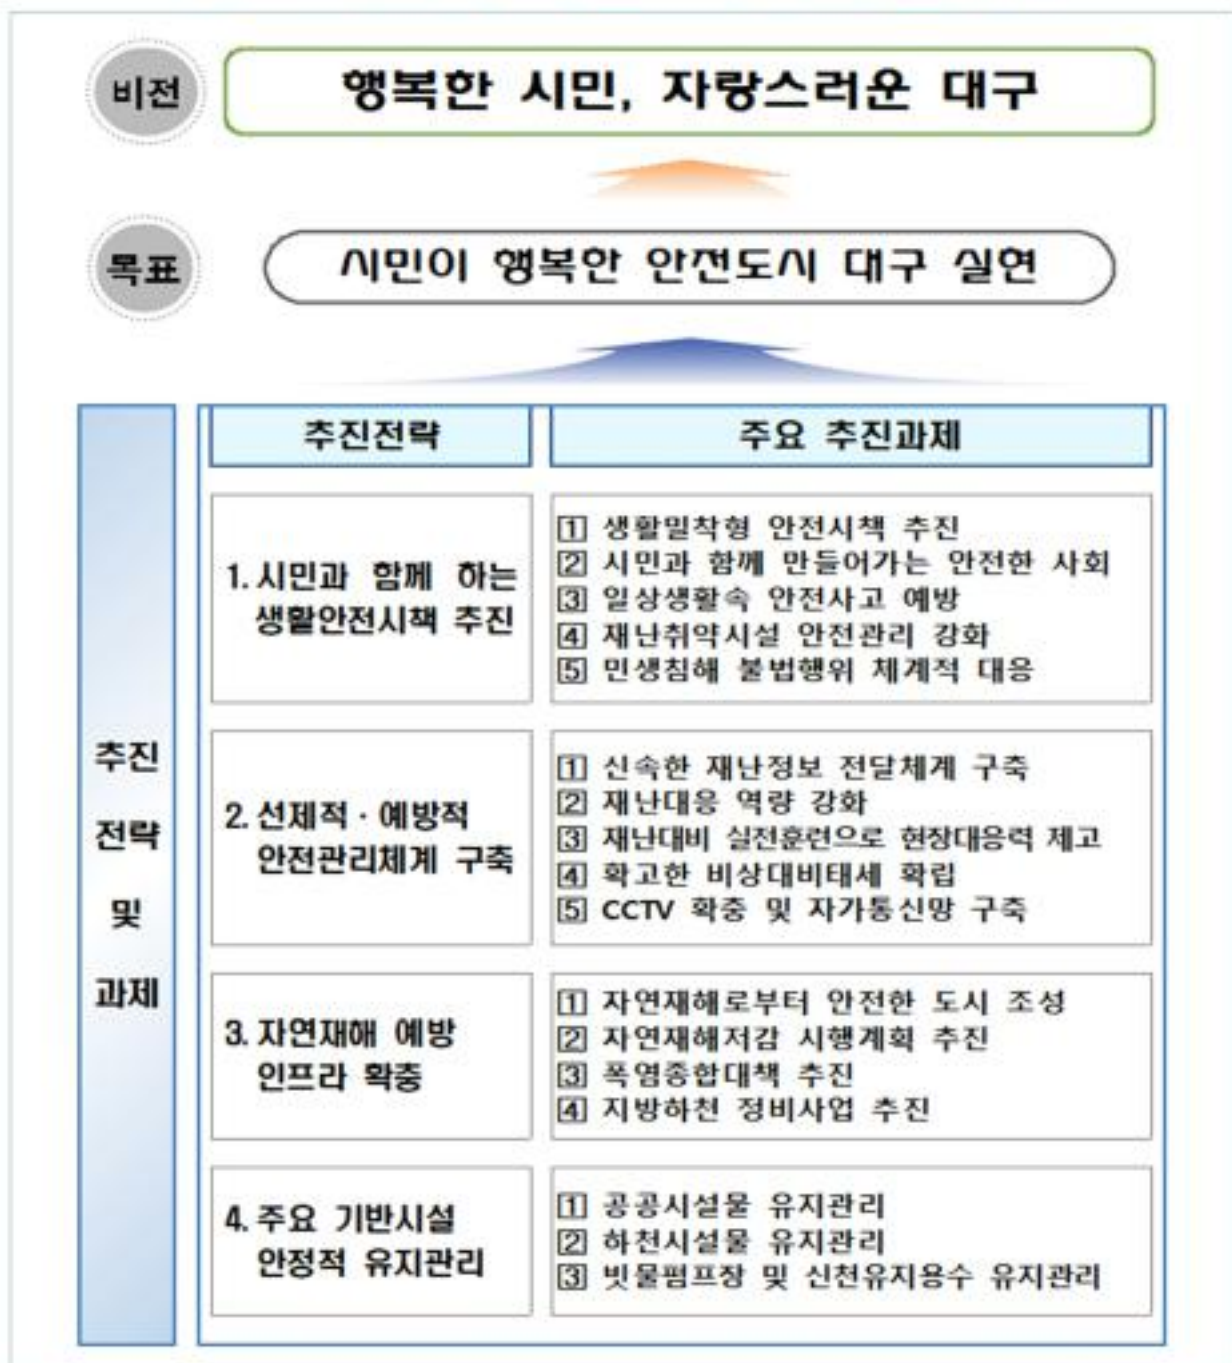 비전
행복한 시민, 자랑스러운 대구
목표
시민이 행복한 안전도시 대구 실현
추진
전략
및
과제
추진전략
주요 추진과제
1. 시민과 함께 하는
생활안전시책 추진
1 생활밀착형 안전시책 추진
2 시민과 함께 만들어가는 안전한 사회
3 일상생활속 안전사고 예방
4 재난취약시설 안전관리 강화
5 민생침해 불법행위 체계적 대응
2. 선제적·예방적
안전관리체계 구축
1 신속한 재난정보 전달체계 구축
2 재난대응 역량 강화
3 재난대비 실전훈련으로 현장대응력 제고
4 확고한 비상대비태세 확립
5 CCTV 확충 및 자가통신망 구축
3. 자연재해 예방
인프라 확충
1 자연재해로부터 안전한 도시 조성
2 자연재해저감 시행계획 추진
3 폭염종합대책 추진
4 지방하천 정비사업 추진
4. 주요 기반시설
안정적 유지관리
1 공공시설물 유지관리
2 하천시설물 유지관리
3 빗물펌프장 및 신천유지용수 유지관리